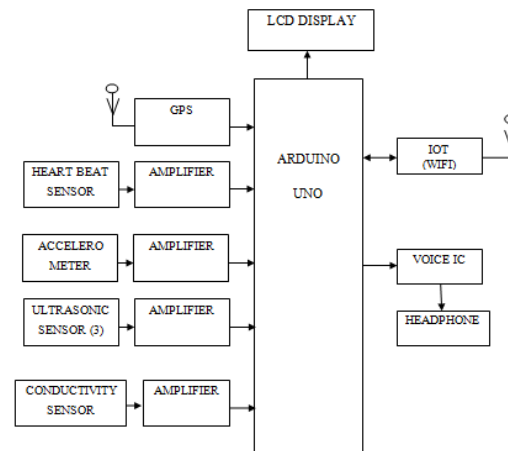 LCD DISPLAY
GPS
HEART BEAT
SENSOR
AMPLIFIER
ACCELERO
METER
AMPLIFIER
ULTRASONIC
SENSOR (3)
AMPLIFIER
CONDUCTIVITY
SENSOR
AMPLIFIER
ARDUINO
UNO
IOT
(WIFI)
VOICE IC
HEADPHONE